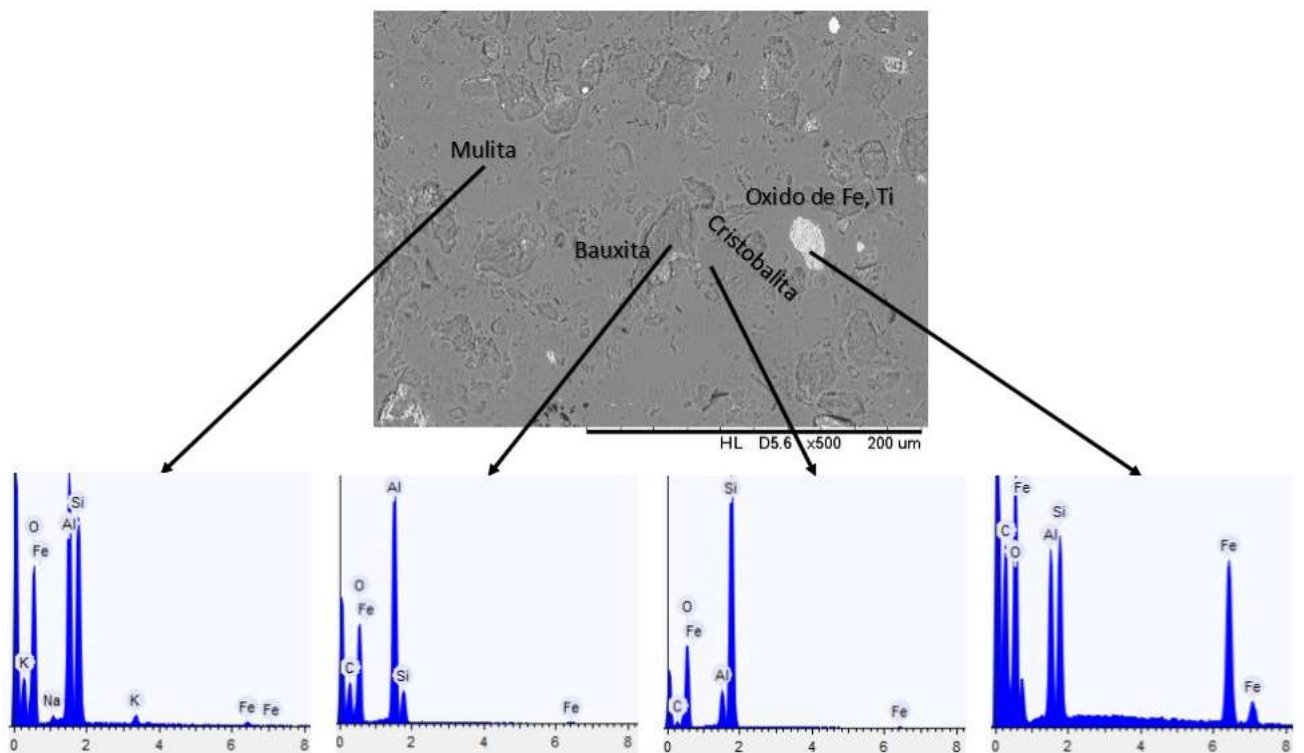 Mulita
Oxido de Fe, Ti
Cristobalita
Bauxita
HL D5.6 x500 200 um
Si
O
Al
Fe
K
Na
K
Fe Fe
0 2 4 6 8
Al
O
Fe
C
Si
Fe
0 2 4 6 8
Si
O
Fe
Al
C
Fe
0 2 4 6 8
Fe
C
Si
Al
O
Fe
Fe
0 2 4 6 8